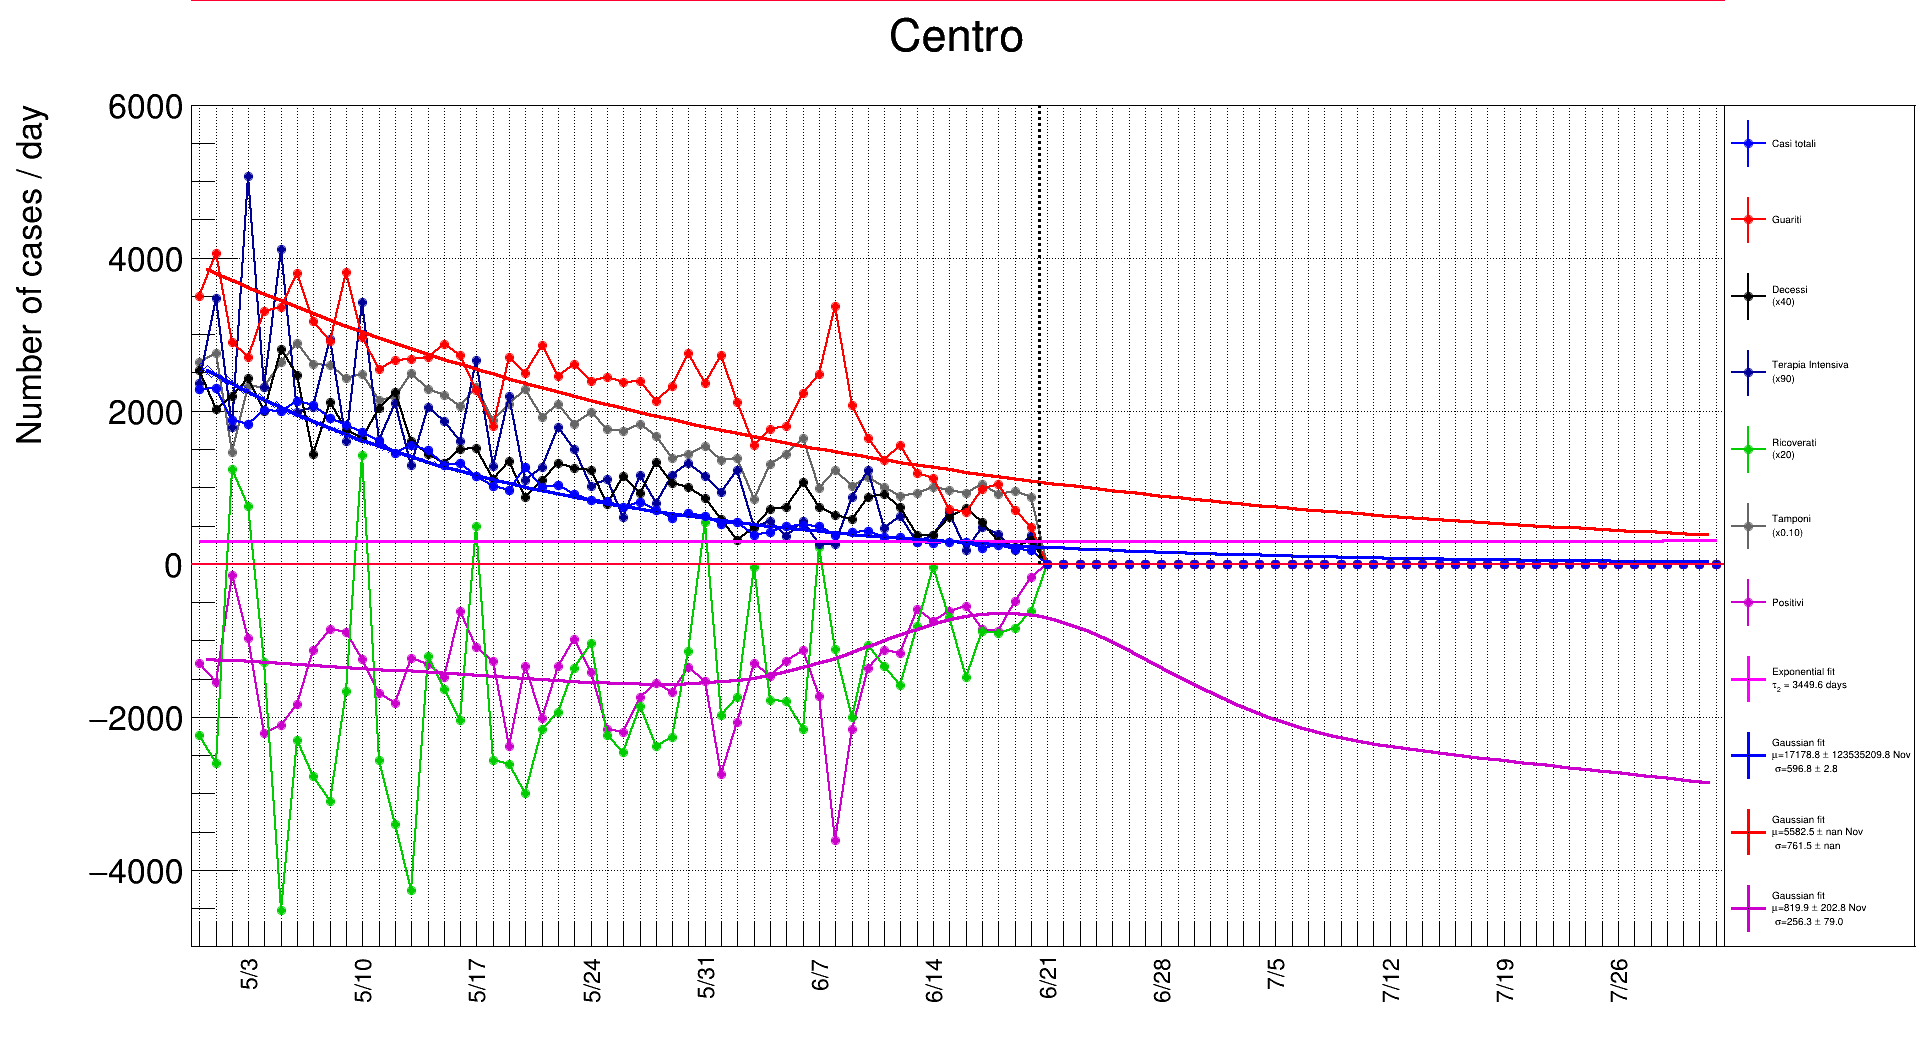 Centro
Number of cases / day
6000
4000
2000
0
−2000
−4000
5/3
5/10
5/17
5/24
5/31
6/7
6/14
6/21
6/28
7/5
7/12
7/19
7/26
Casi totali
Guariti
Decessi
(x40)
Terapia Intensiva
(x90)
Ricoverati
(x20)
Tamponi
(x0.10)
Positivi
Exponential fit
τ2 = 3449.6 days
Gaussian fit
μ=17178.8 ± 123535209.8 Nov
σ=596.8 ± 2.8
Gaussian fit
μ=5582.5 ± nan Nov
σ=761.5 ± nan
Gaussian fit
μ=819.9 ± 202.8 Nov
σ=256.3 ± 79.0